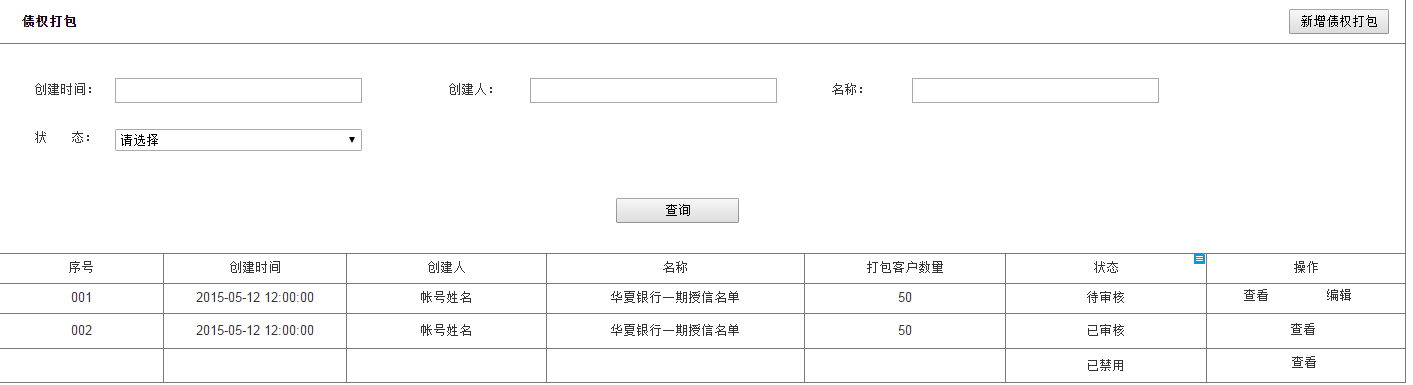 债权打包 新增债权打包
创建时间： 创建人： 名称：
状 态： 请选择
查询
序号 创建时间 创建人 名称 打包客户数量 状态 操作
001 2015-05-12 12:00:00 帐号姓名 华夏银行一期授信名单 50 待审核 查看 编辑
002 2015-05-12 12:00:00 帐号姓名 华夏银行一期授信名单 50 已审核 查看
已禁用 查看